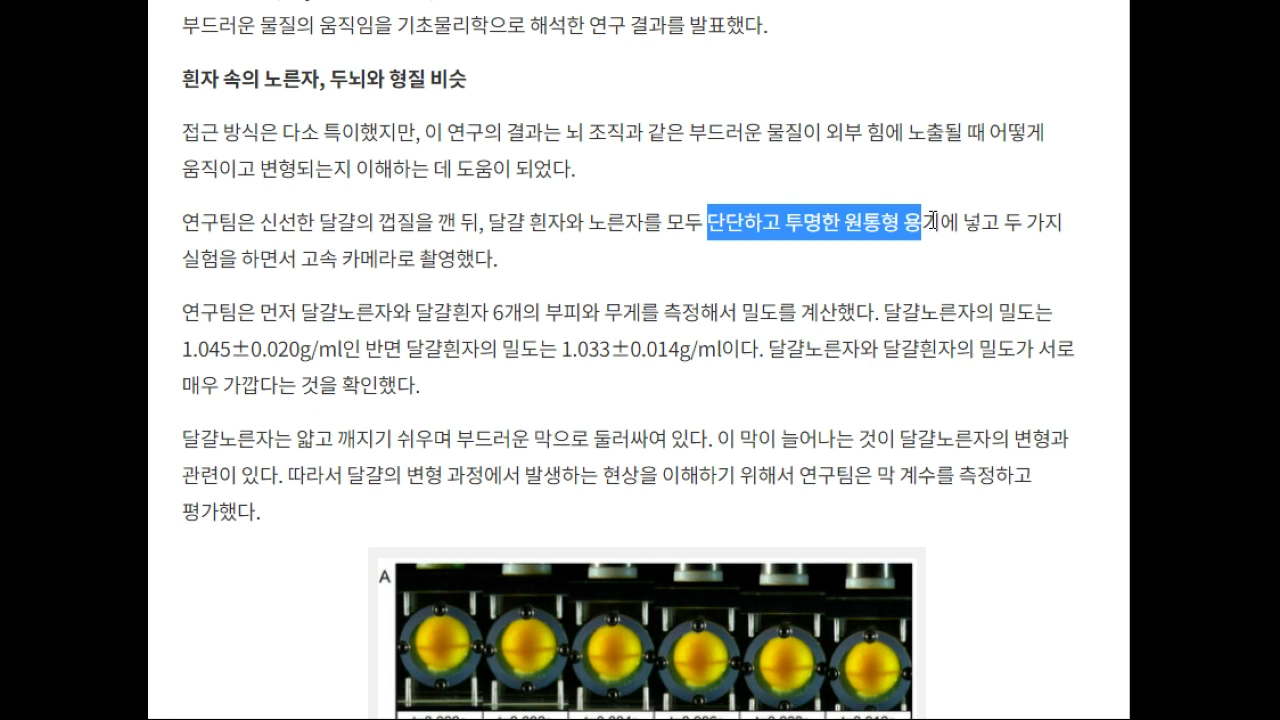 부드러운 물질의 움직임을 기초물리학으로 해석한 연구 결과를 발표했다.
흰자 속의 노른자, 두뇌와 형질 비슷
접근 방식은 다소 특이했지만, 이 연구의 결과는 뇌 조직과 같은 부드러운 물질이 외부 힘에 노출될 때 어떻게
움직이고 변형되는지 이해하는 데 도움이 되었다.
연구팀은 신선한 달걀의 껍질을 깬 뒤, 달걀 흰자와 노른자를 모두 단단하고 투명한 원통형 용기에 넣고 두 가지
실험을 하면서 고속 카메라로 촬영했다.
연구팀은 먼저 달걀노른자와 달걀흰자 6개의 부피와 무게를 측정해서 밀도를 계산했다. 달걀노른자의 밀도는
1.045±0.020g/ml인 반면 달걀흰자의 밀도는 1.033±0.014g/ml이다. 달걀노른자와 달걀흰자의 밀도가 서로
매우 가깝다는 것을 확인했다.
달걀노른자는 얇고 깨지기 쉬우며 부드러운 막으로 둘러싸여 있다. 이 막이 늘어나는 것이 달걀노른자의 변형과
관련이 있다. 따라서 달걀의 변형 과정에서 발생하는 현상을 이해하기 위해서 연구팀은 막 계수를 측정하고
평가했다.
A